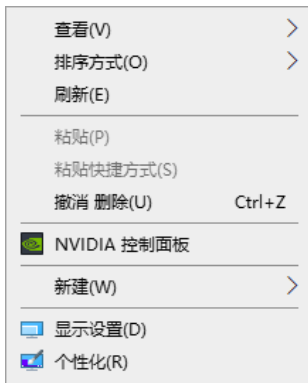 查看(V)
排序方式(O)
刷新(E)
粘贴(P)
粘贴快捷方式(S)
撤消 删除(U) Ctrl+Z
NVIDIA 控制面板
新建(W)
显示设置(D)
个性化(R)